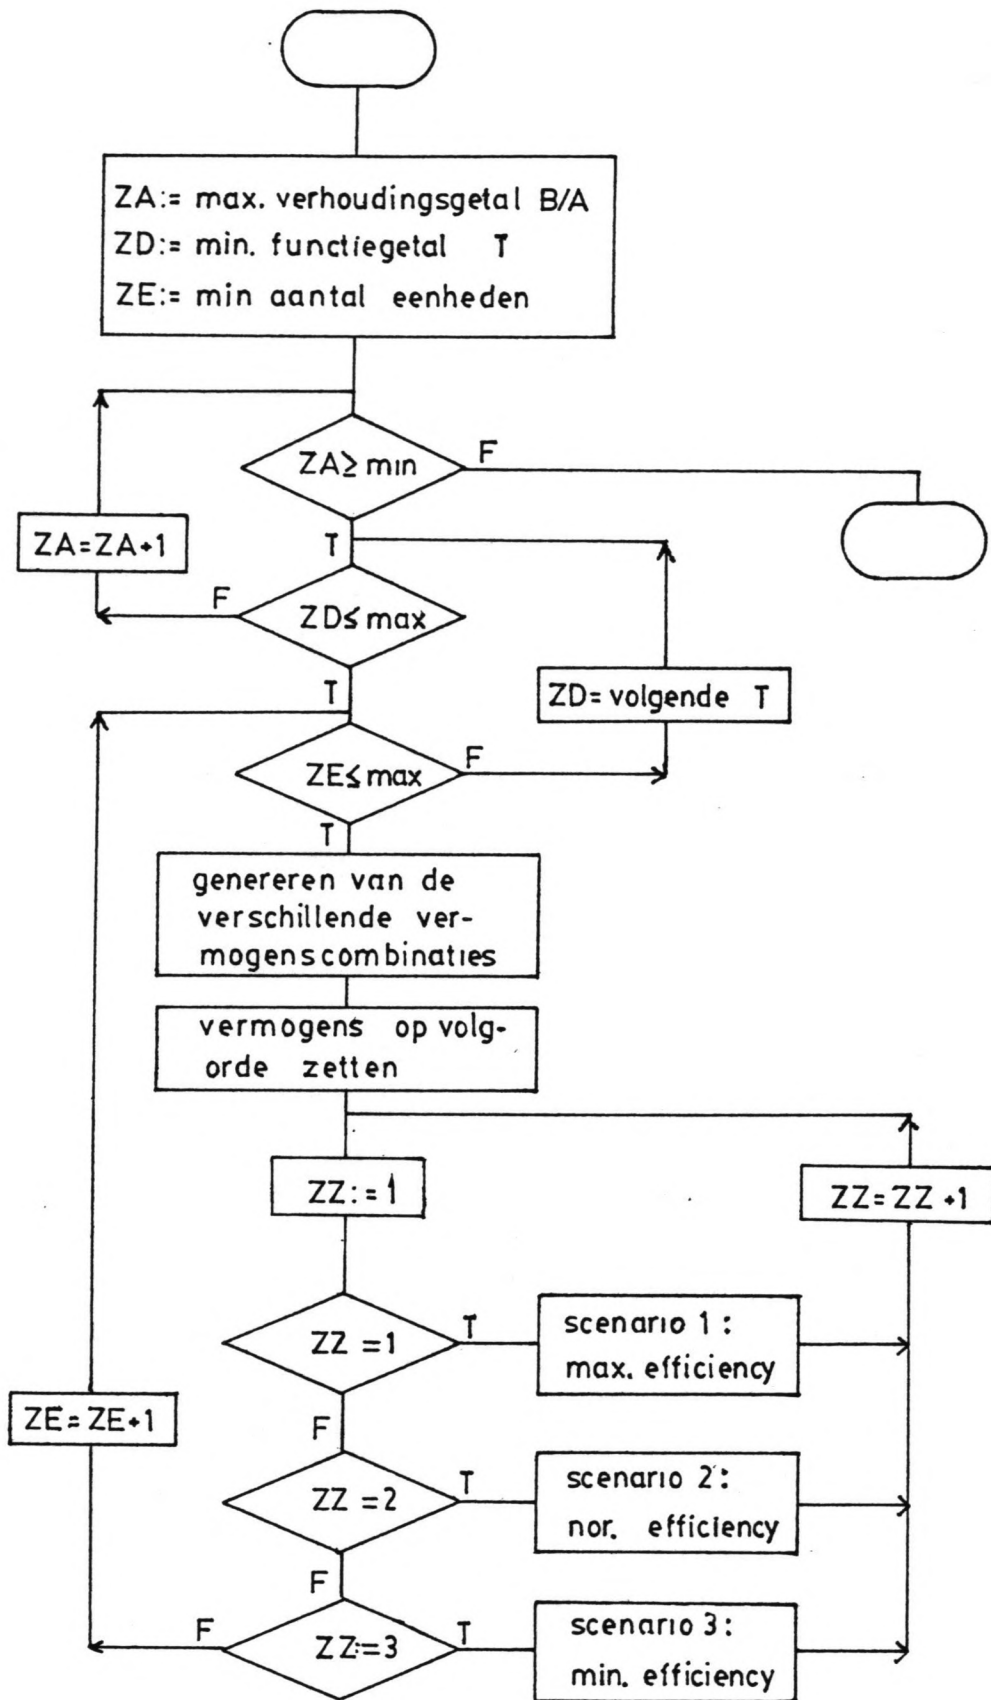 ZA:= max. verhoudingsgetal B/A
ZD:= min. functiegetal T
ZE:= min aantal eenheden
ZA≥min
F
ZA=ZA+1
T
F
ZD≤max
T
ZD=volgende T
ZE≤max
F
T
genereren van de
verschillende ver-
mogenscombinaties
vermogens op volg-
orde zetten
ZZ:=1
ZZ=ZZ+1
ZZ=1
T
scenario 1:
max. efficiency
ZE=ZE+1
F
ZZ=2
T
scenario 2:
nor. efficiency
F
F
ZZ:=3
T
scenario 3:
min. efficiency